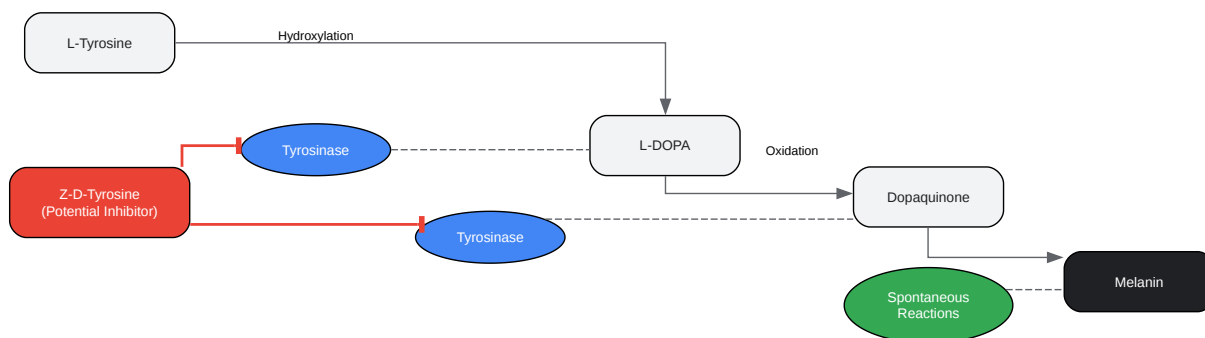 L-Tyrosine
Hydroxylation
Tyrosinase
L-DOPA
Oxidation
Z-D-Tyrosine
(Potential Inhibitor)
Dopaquinone
Tyrosinase
Melanin
Spontaneous
Reactions